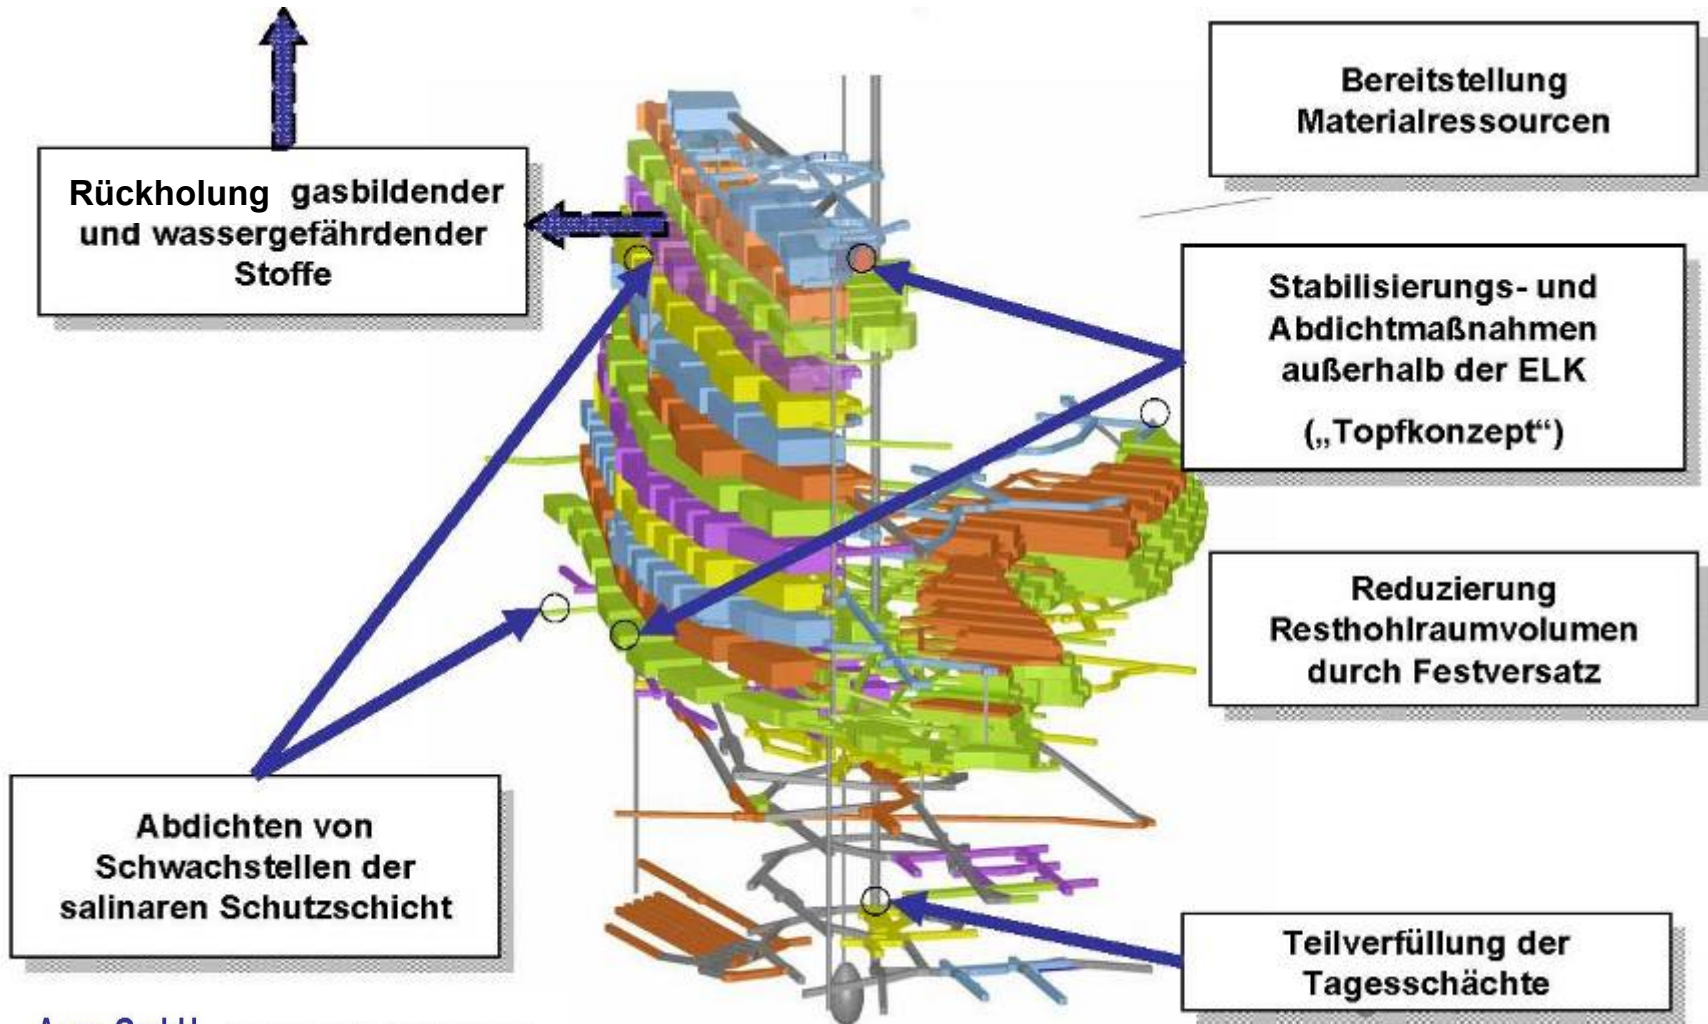 Bereitstellung
Materialressourcen
Rückholung gasbildender
und wassergefährdender
Stoffe
Stabilisierungs- und
Abdichtmaßnahmen
außerhalb der ELK
(„Topfkonzept“)
Reduzierung
Resthohlraumvolumen
durch Festversatz
Abdichten von
Schwachstellen der
salinaren Schutzschicht
Teilverfüllung der
Tagesschächte